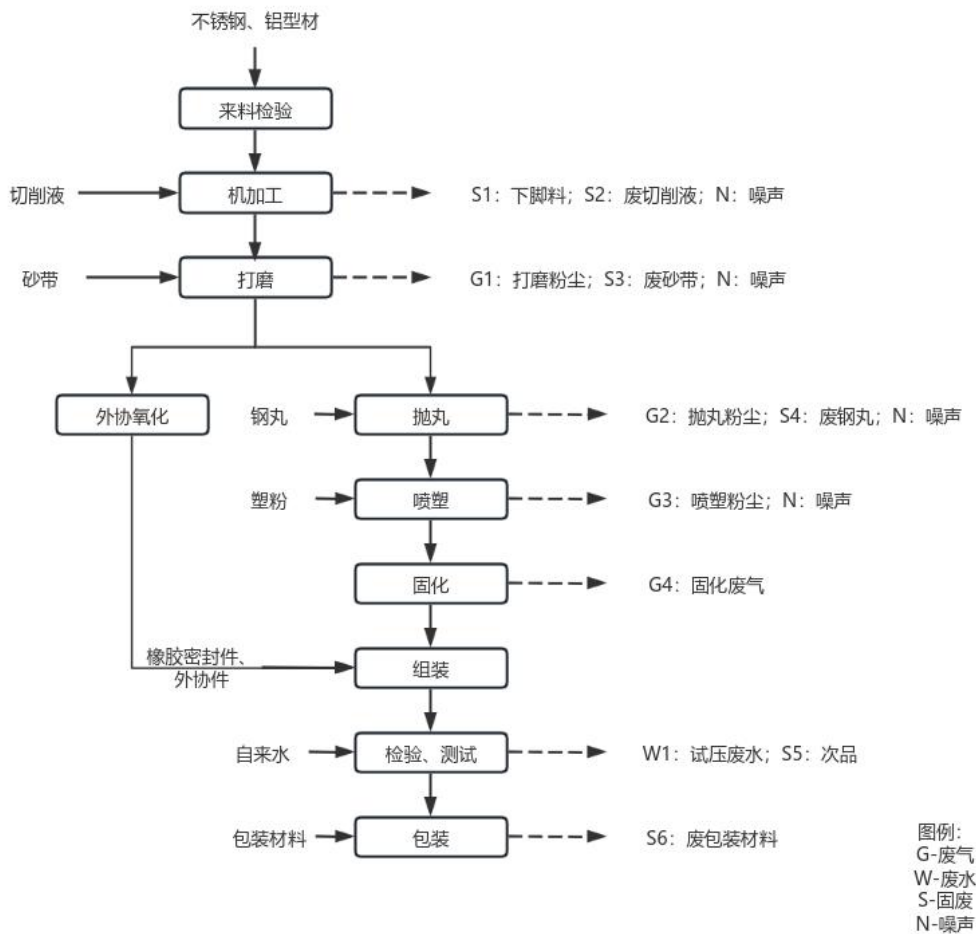 不锈钢、铝型材
来料检验
切削液
机加工
S1：下脚料；S2：废切削液；N：噪声
砂带
打磨
G1：打磨粉尘；S3：废砂带；N：噪声
外协氧化
钢丸
抛丸
G2：抛丸粉尘；S4：废钢丸；N：噪声
塑粉
喷塑
G3：喷塑粉尘；N：噪声
固化
G4：固化废气
橡胶密封件、
外协件
组装
自来水
检验、测试
W1：试压废水；S5：次品
包装材料
包装
S6：废包装材料
图例：
G-废气
W-废水
S-固废
N-噪声